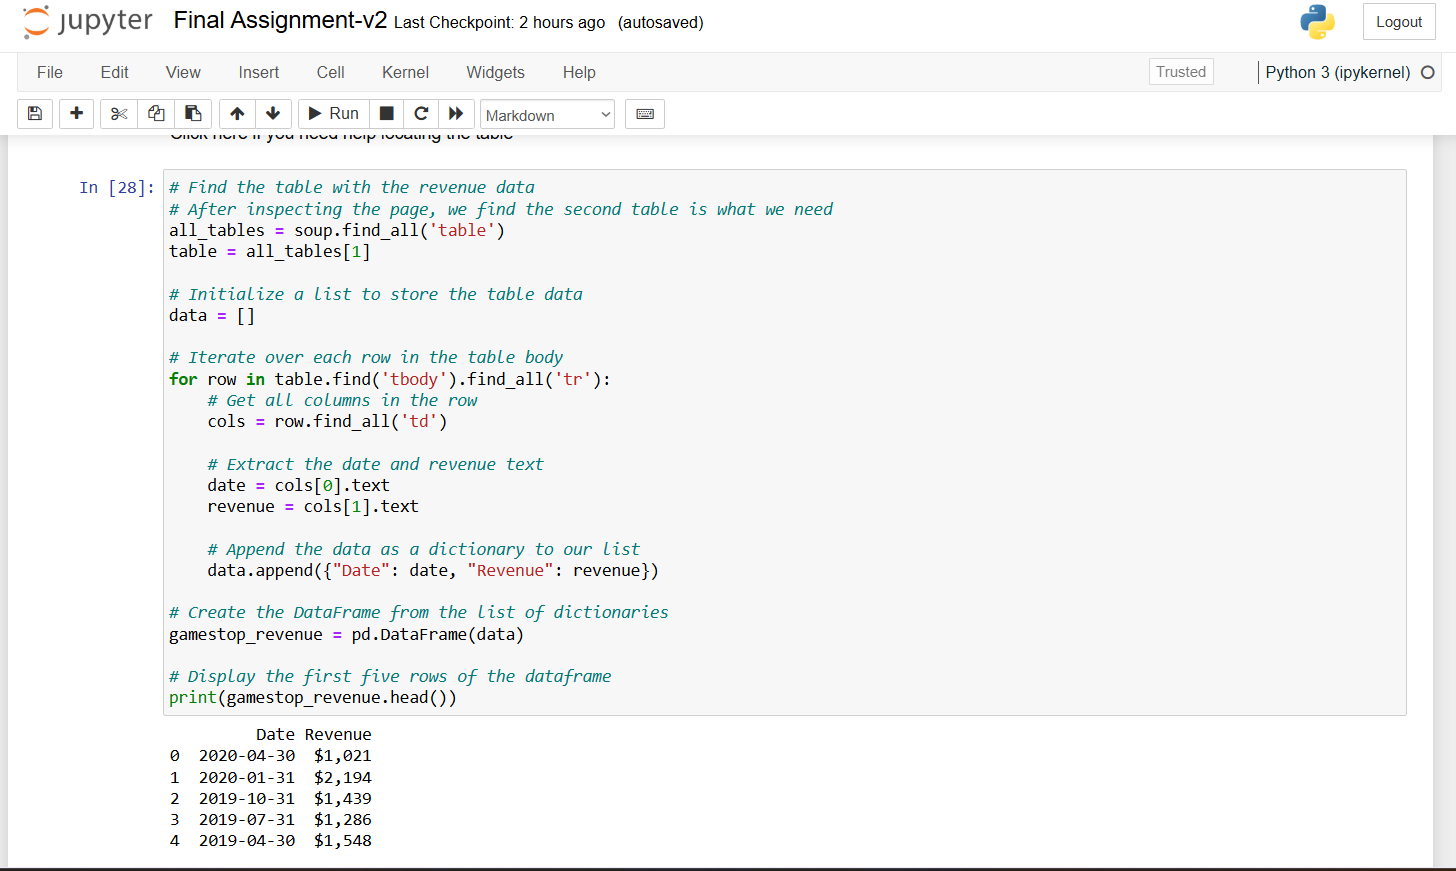 jupyter Final Assignment-v2 Last Checkpoint: 2 hours ago (autosaved) Logout
File Edit View Insert Cell Kernel Widgets Help Trusted Python 3 (ipykernel)
Run Markdown
Click here if you need help locating the table
In [28]:
# Find the table with the revenue data
# After inspecting the page, we find the second table is what we need
all_tables = soup.find_all('table')
table = all_tables[1]
# Initialize a list to store the table data
data = []
# Iterate over each row in the table body
for row in table.find('tbody').find_all('tr'):
    # Get all columns in the row
    cols = row.find_all('td')
    # Extract the date and revenue text
    date = cols[0].text
    revenue = cols[1].text
    # Append the data as a dictionary to our list
    data.append({"Date": date, "Revenue": revenue})
# Create the DataFrame from the list of dictionaries
gamestop_revenue = pd.DataFrame(data)
# Display the first five rows of the dataframe
print(gamestop_revenue.head())
Date Revenue
0 2020-04-30 $1,021
1 2020-01-31 $2,194
2 2019-10-31 $1,439
3 2019-07-31 $1,286
4 2019-04-30 $1,548